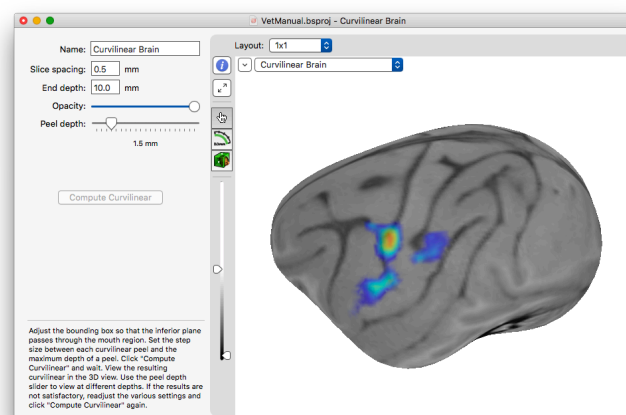 VetManual.bsproj - Curvilinear Brain
Name: Curvilinear Brain
Slice spacing: 0.5 mm
End depth: 10.0 mm
Opacity:
Peel depth:
1.5 mm
Compute Curvilinear
Adjust the bounding box so that the inferior plane
passes through the mouth region. Set the step
size between each curvilinear peel and the
maximum depth of a peel. Click "Compute
Curvilinear" and wait. View the resulting
curvilinear in the 3D view. Use the peel depth
slider to view at different depths. If the results are
not satisfactory, readjust the various settings and
click "Compute Curvilinear" again.
Layout: 1x1
Curvilinear Brain